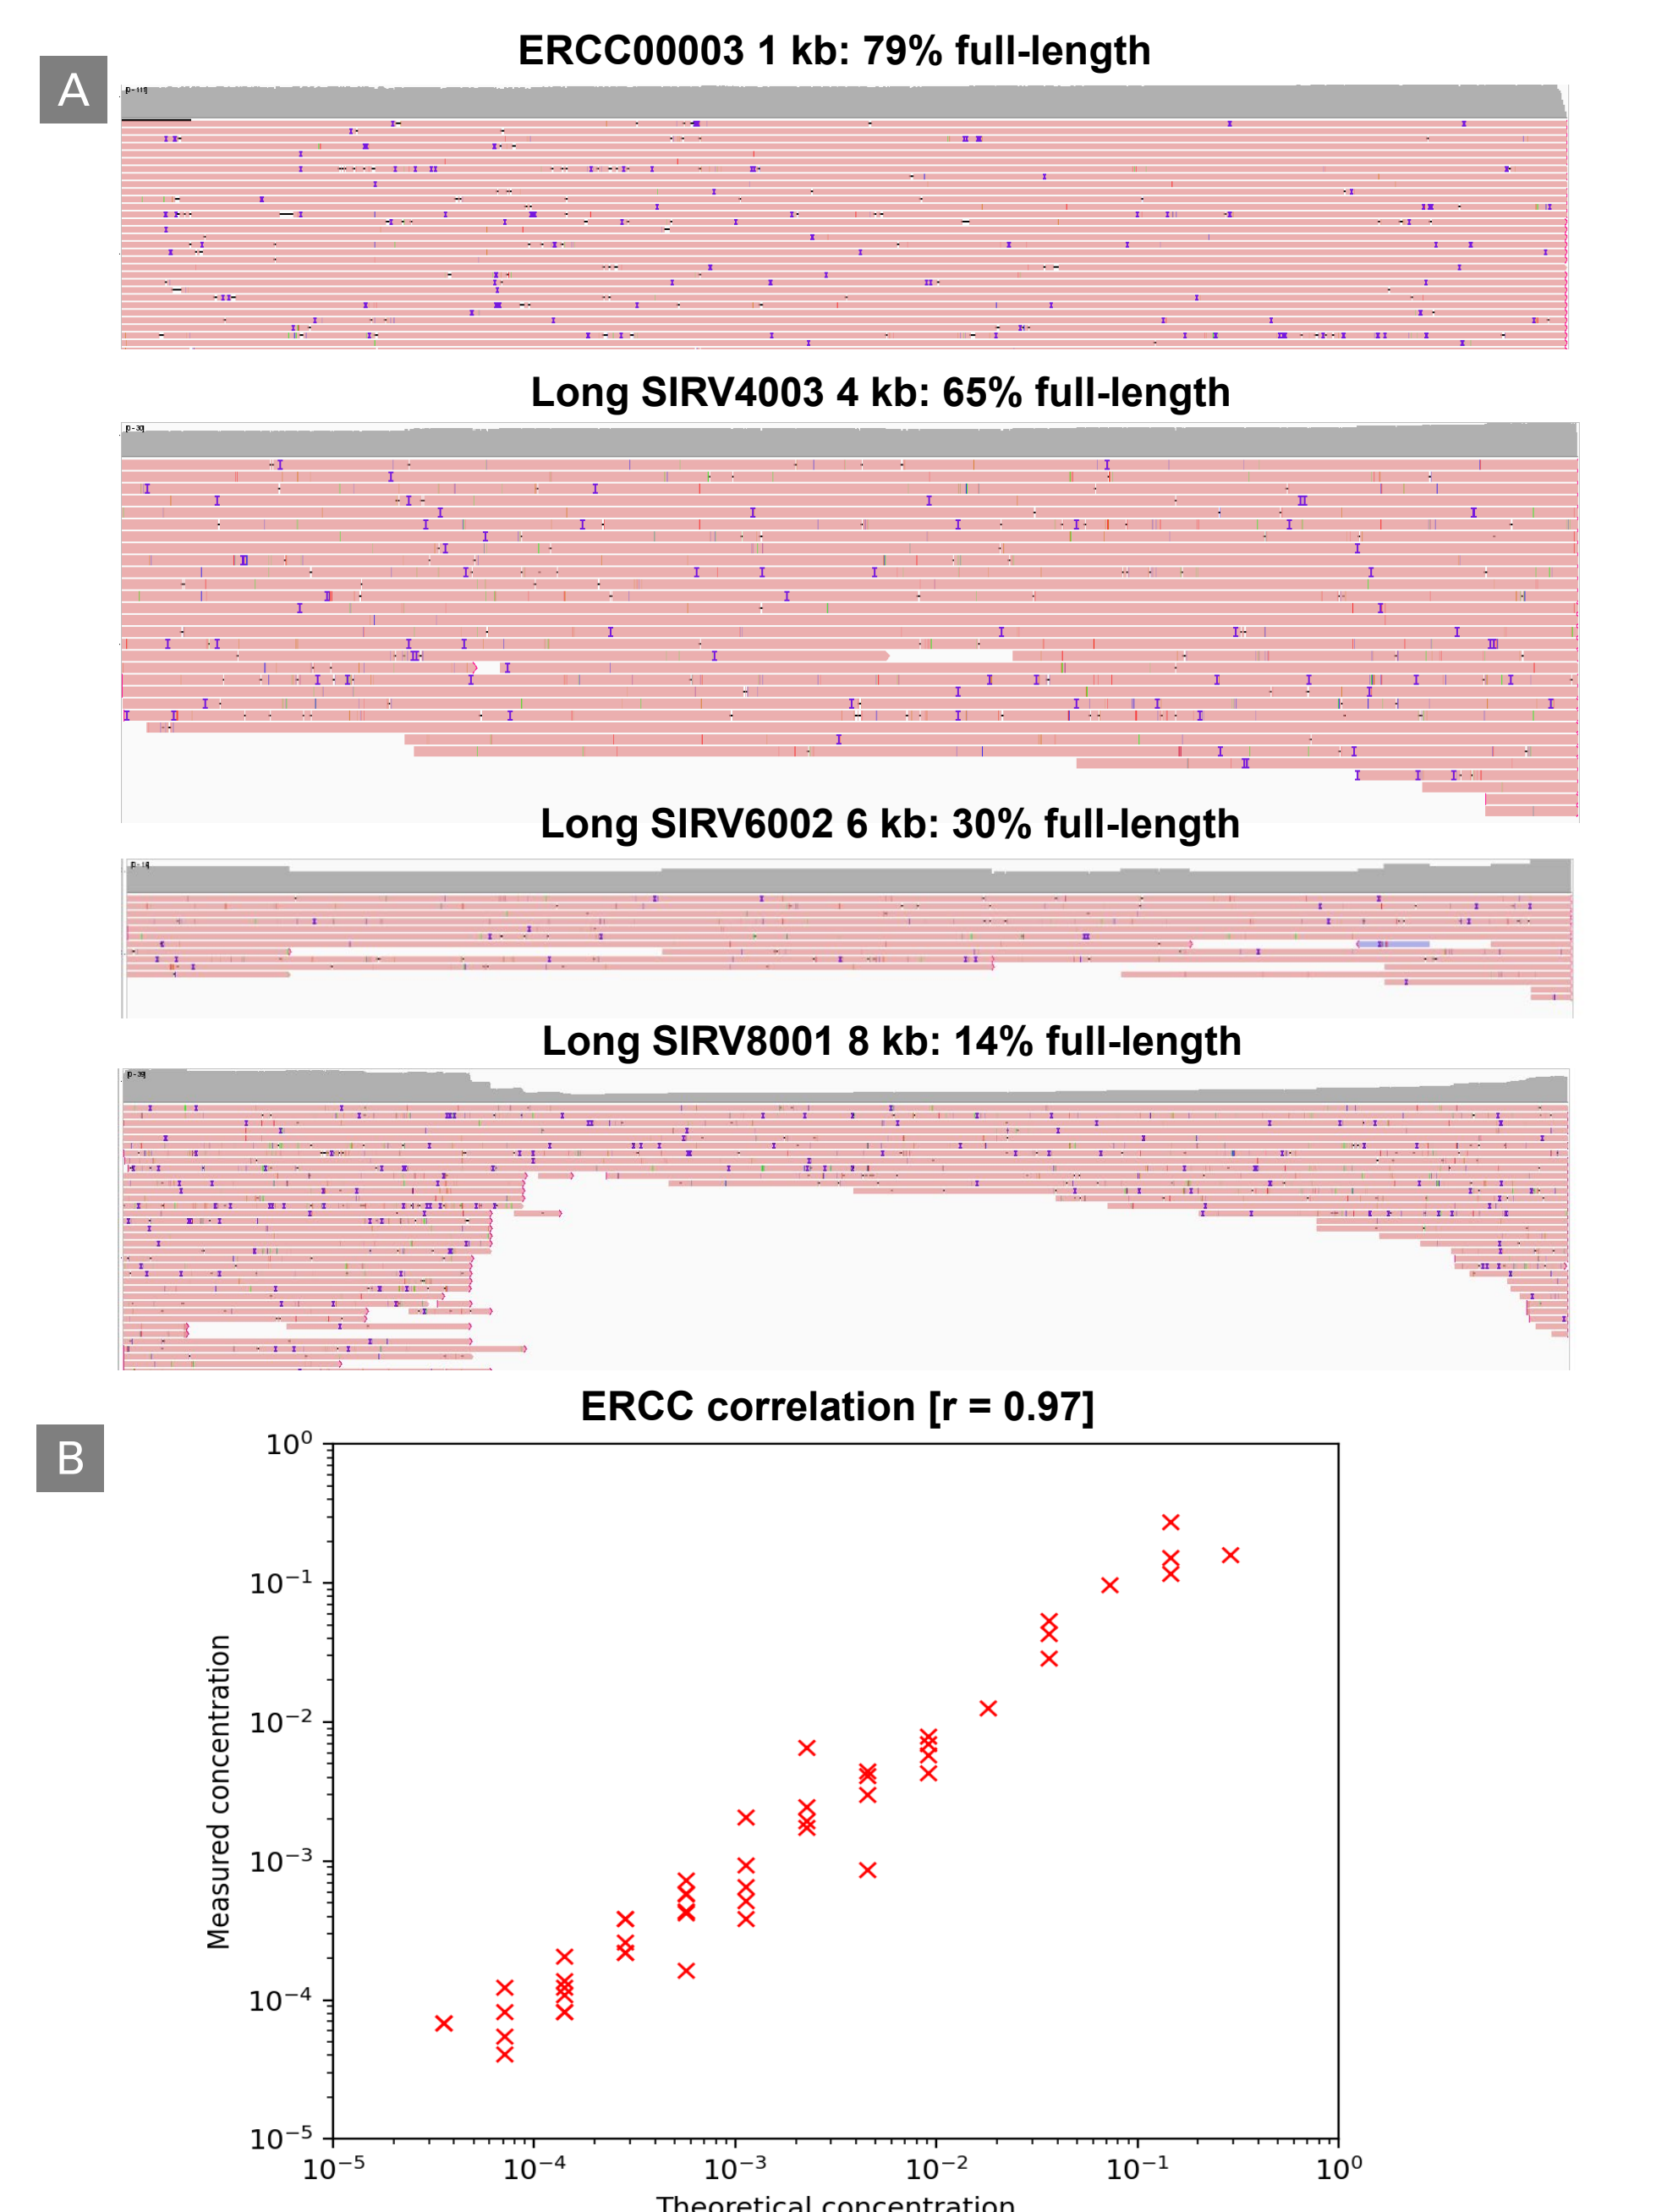 A
ERCC00003 1 kb: 79% full-length
Long SIRV4003 4 kb: 65% full-length
[0 - 30]
Long SIRV6002 6 kb: 30% full-length
Long SIRV8001 8 kb: 14% full-length
B
ERCC correlation [r = 0.97]
Measured concentration
10⁰
10⁻¹
10⁻²
10⁻³
10⁻⁴
10⁻⁵
10⁻⁵ 10⁻⁴ 10⁻³ 10⁻² 10⁻¹ 10⁰
Theoretical concentration